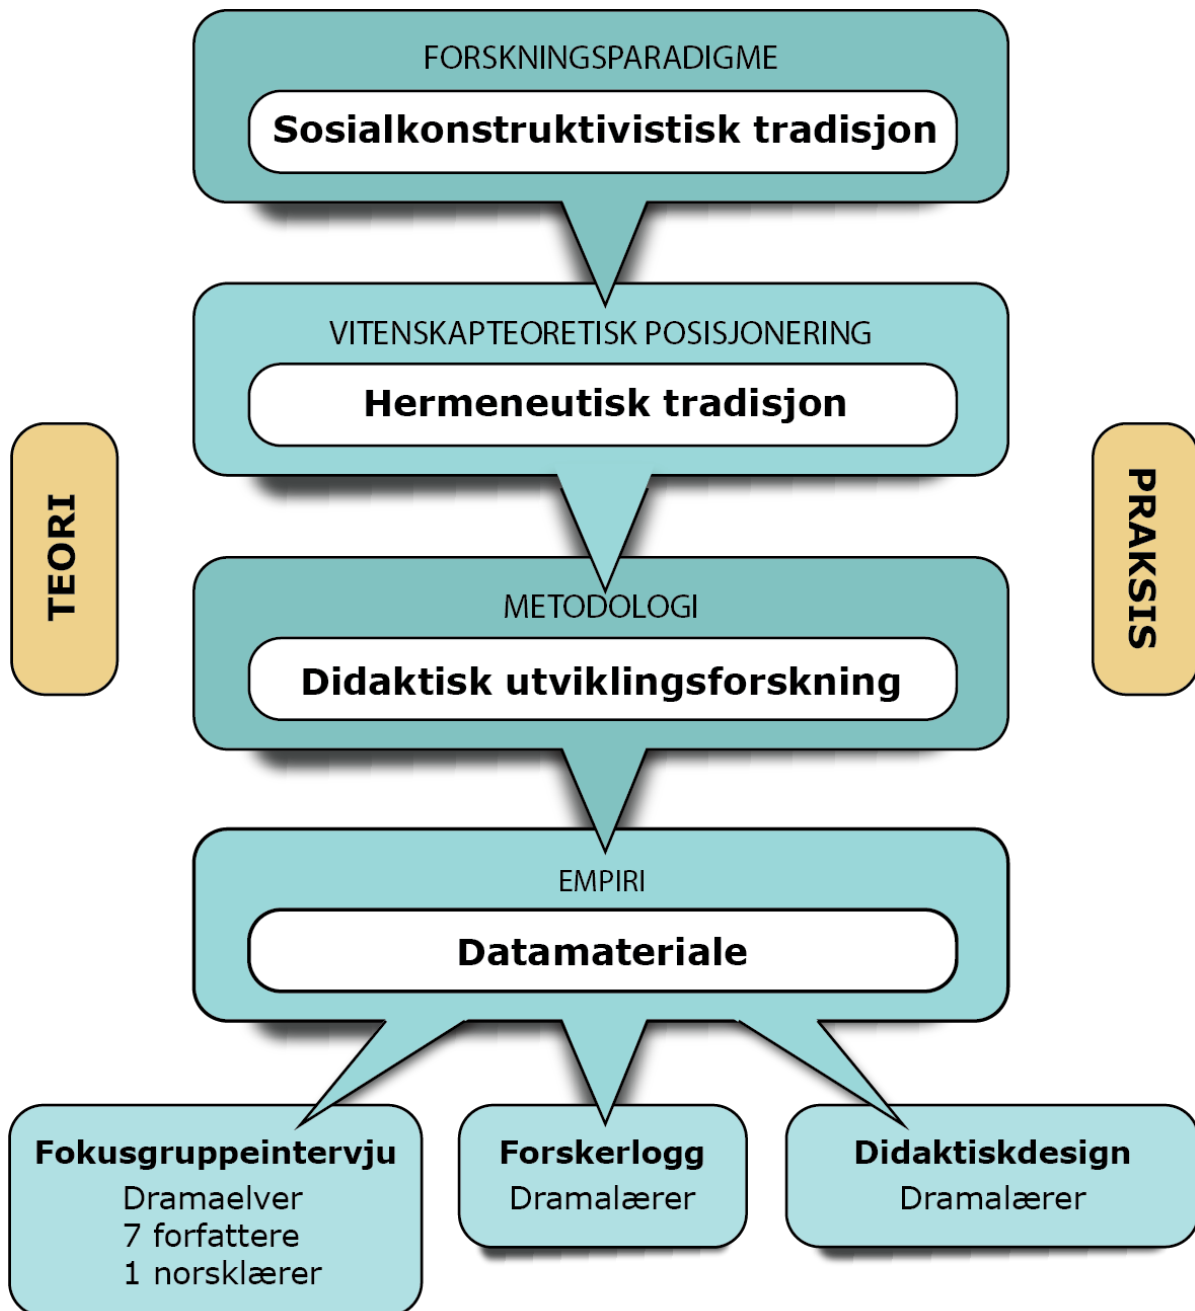 FORSKNINGSPARADIGME
Sosialkonstruktivistisk tradisjon
VITENSKAPTEORETISK POSISJONERING
Hermeneutisk tradisjon
TEORI
PRAKSIS
METODOLOGI
Didaktisk utviklingsforskning
EMPIRI
Datamateriale
Fokusgruppeintervju
Dramaelver
7 forfattere
1 norsklærer
Forskerlogg
Dramalærer
Didaktiskdesign
Dramalærer